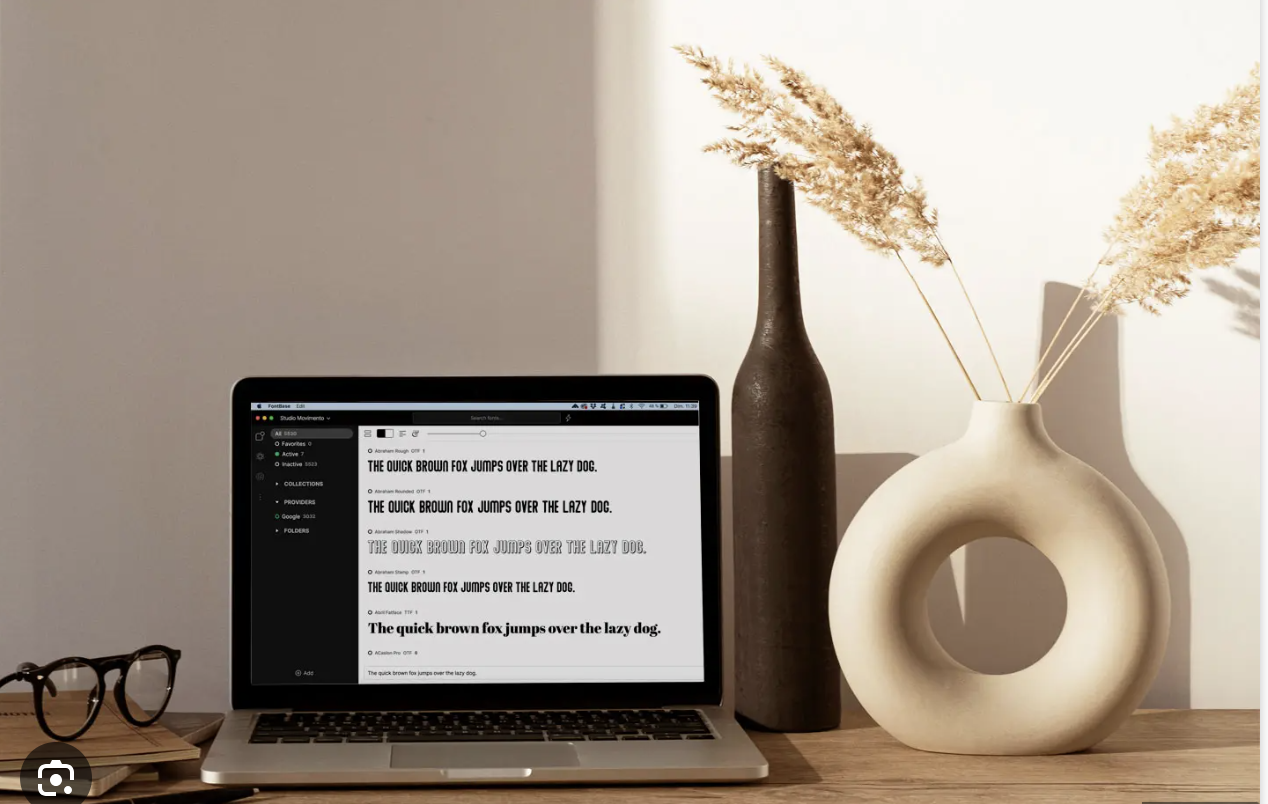 FontBase Edit
Studio Movimento
Search fonts...
All 3030
Favorites 0
Active 7
Inactive 3023
COLLECTIONS
PROVIDERS
Google 3022
FOLDERS
Add
Abraham Rough OTF 1
THE QUICK BROWN FOX JUMPS OVER THE LAZY DOG.
Abraham Rounded OTF 1
THE QUICK BROWN FOX JUMPS OVER THE LAZY DOG.
Abraham Shadow OTF 1
THE QUICK BROWN FOX JUMPS OVER THE LAZY DOG.
Abraham Stamp OTF 1
THE QUICK BROWN FOX JUMPS OVER THE LAZY DOG.
Abril Fatface TTF 1
The quick brown fox jumps over the lazy dog.
ACaslon Pro OTF 6
The quick brown fox jumps over the lazy dog.